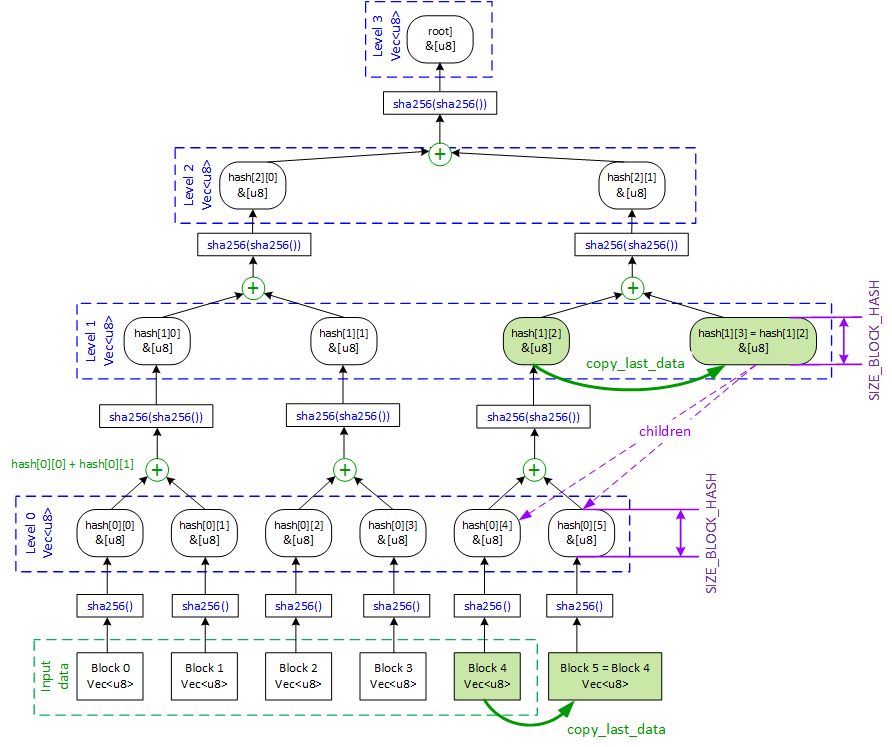 Level 3
Vec<u8>
root]
&[u8]
sha256(sha256())
+
Level 2
Vec<u8>
hash[2][0]
&[u8]
hash[2][1]
&[u8]
sha256(sha256())
sha256(sha256())
+
+
Level 1
Vec<u8>
hash[1]0]
&[u8]
hash[1][1]
&[u8]
hash[1][2]
&[u8]
hash[1][3] = hash[1][2]
&[u8]
SIZE_BLOCK_HASH
copy_last_data
sha256(sha256())
sha256(sha256())
sha256(sha256())
children
hash[0][0] + hash[0][1]
+
+
+
Level 0
Vec<u8>
hash[0][0]
&[u8]
hash[0][1]
&[u8]
hash[0][2]
&[u8]
hash[0][3]
&[u8]
hash[0][4]
&[u8]
hash[0][5]
&[u8]
SIZE_BLOCK_HASH
sha256()
sha256()
sha256()
sha256()
sha256()
sha256()
Input
data
Block 0
Vec<u8>
Block 1
Vec<u8>
Block 2
Vec<u8>
Block 3
Vec<u8>
Block 4
Vec<u8>
Block 5 = Block 4
Vec<u8>
copy_last_data